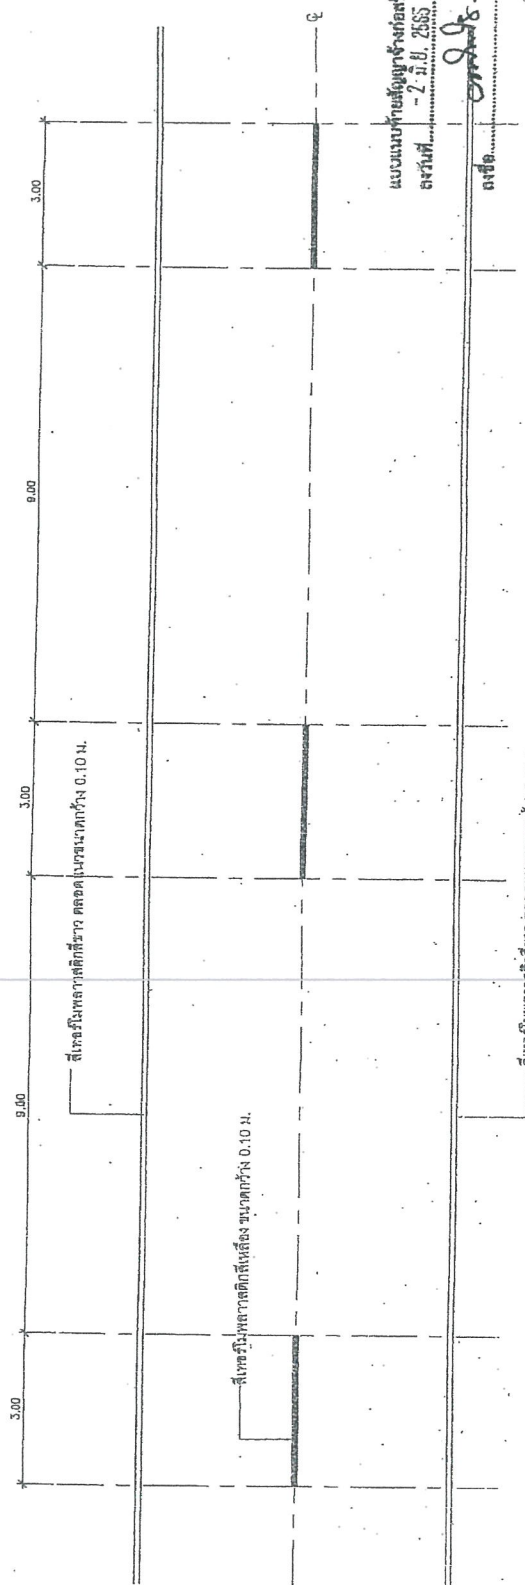 3.00
9.00
3.00
9.00
3.00
สีเทอร์โมพลาสติกสีขาว ตลอดแนวขนาดกว้าง 0.10 ม.
สีเทอร์โมพลาสติกสีเหลือง ขนาดกว้าง 0.10 ม.
แบบแนบท้ายสัญญาจ้างก่อสร้าง
ลงวันที่ - 2 มิ.ย. 2565
ลงชื่อ